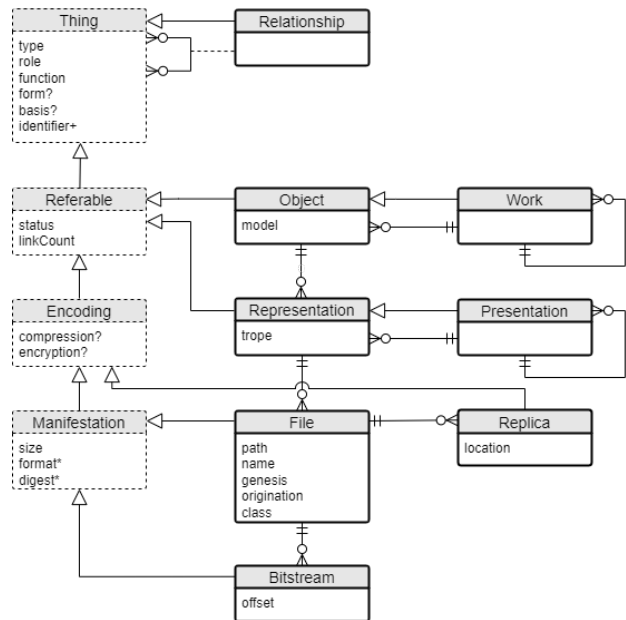 Thing
type
role
function
form?
basis?
identifier+
Relationship
Referable
status
linkCount
Object
model
Work
Encoding
compression?
encryption?
Representation
trope
Presentation
Manifestation
size
format*
digest*
File
path
name
genesis
origination
class
Replica
location
Bitstream
offset